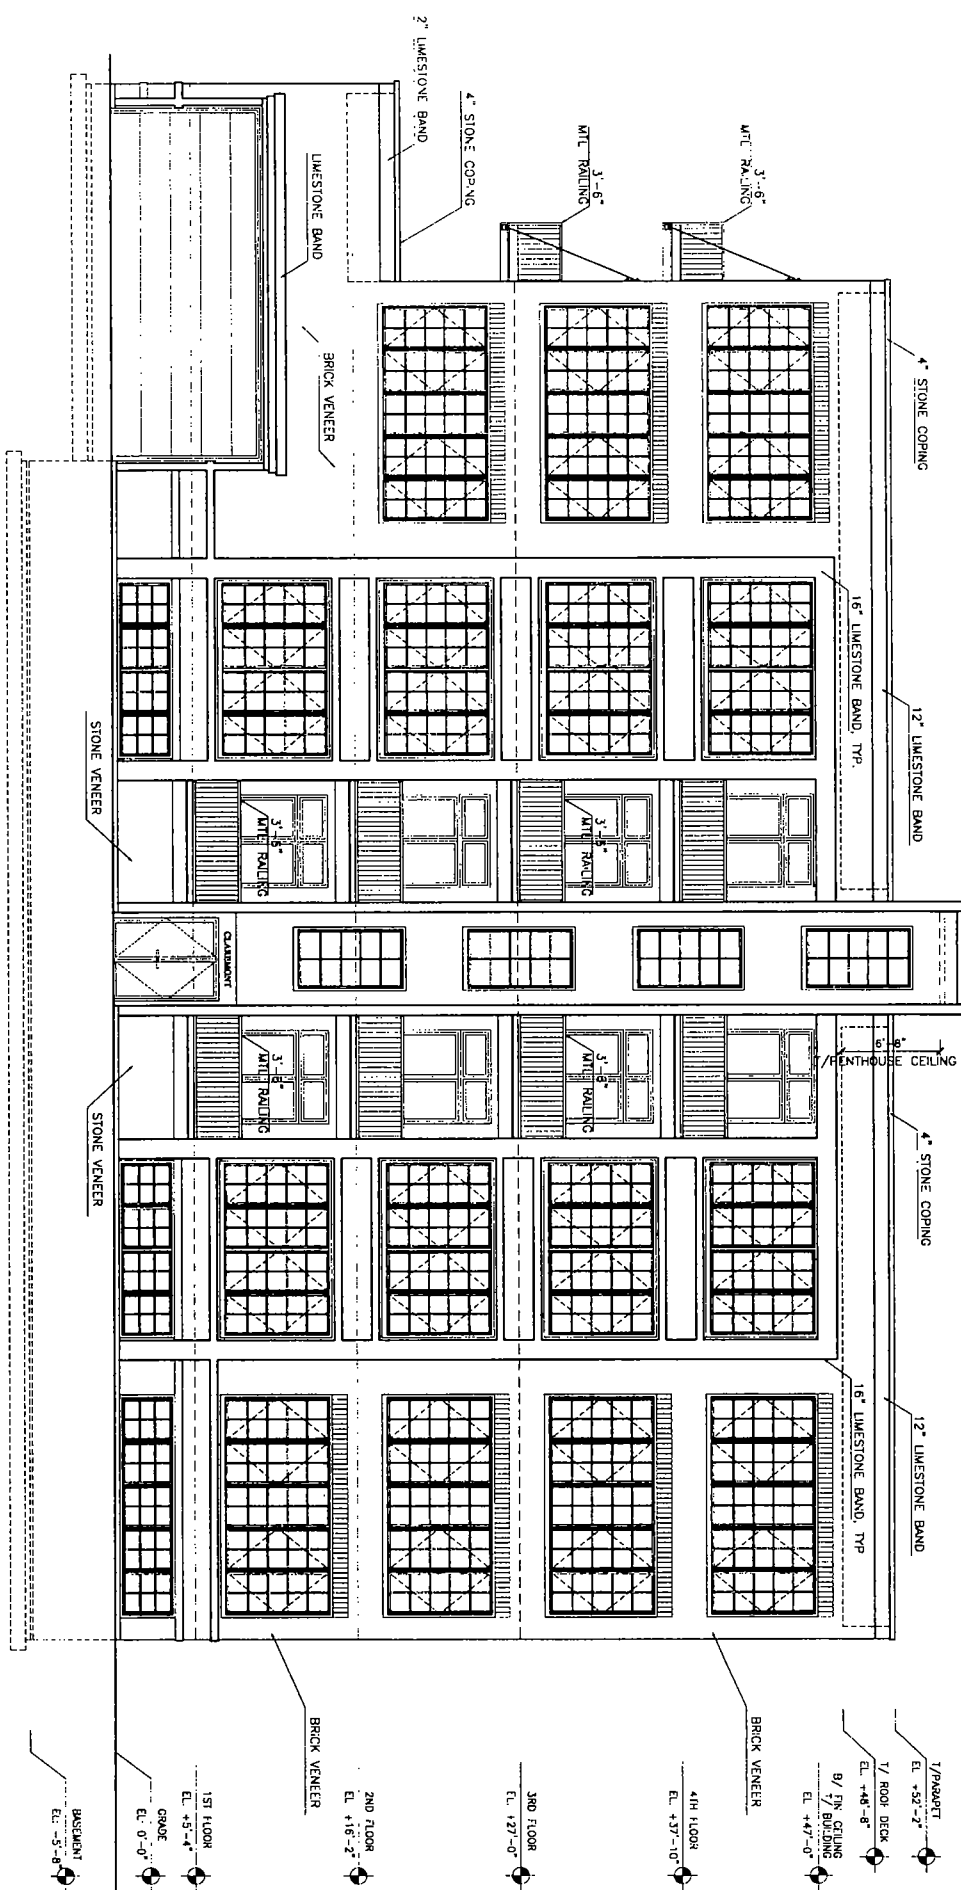 2" LIMESTONE BAND
4" STONE COPING
3'-6"
MTL RAILING
3'-6"
MTL RAILING
LIMESTONE BAND
BRICK VENEER
4" STONE COPING
16" LIMESTONE BAND, TYP.
12" LIMESTONE BAND
STONE VENEER
3'-6"
MTL RAILING
3'-6"
MTL RAILING
CLAREMONT
6'-8"
T/PENTHOUSE CEILING
3'-6"
MTL RAILING
3'-6"
MTL RAILING
STONE VENEER
4" STONE COPING
16" LIMESTONE BAND, TYP
12" LIMESTONE BAND
BRICK VENEER
BRICK VENEER
T/PARAPET
EL +52'-2"
T/ ROOF DECK
EL. +48'-8"
B/ FIN CEILING
T/ BUILDING
EL +47'-0"
4TH FLOOR
EL. +37'-10"
3RD FLOOR
EL. +27'-0"
2ND FLOOR
EL +16'-2"
1ST FLOOR
EL. +5'-4"
GRADE
EL: 0'-0"
BASEMENT
EL: -5'-8"